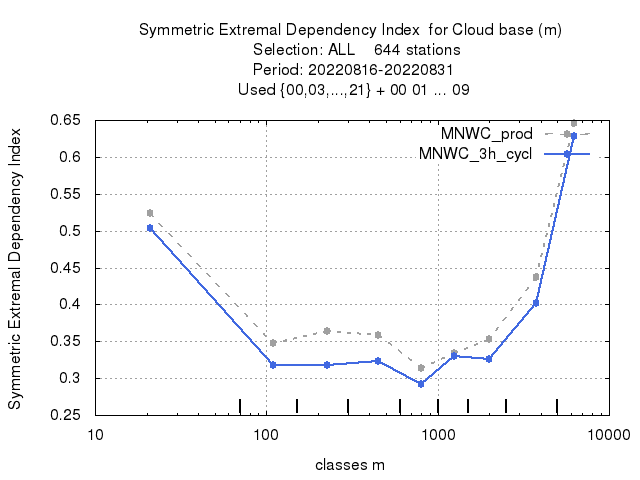 Symmetric Extremal Dependency Index  for Cloud base (m)
Selection: ALL    644 stations
Period: 20220816-20220831
Used {00,03,...,21} + 00 01 ... 09
Symmetric Extremal Dependency Index
0.65
0.6
0.55
0.5
0.45
0.4
0.35
0.3
0.25
MNWC_prod
MNWC_3h_cycl
10 100 1000 10000
classes m